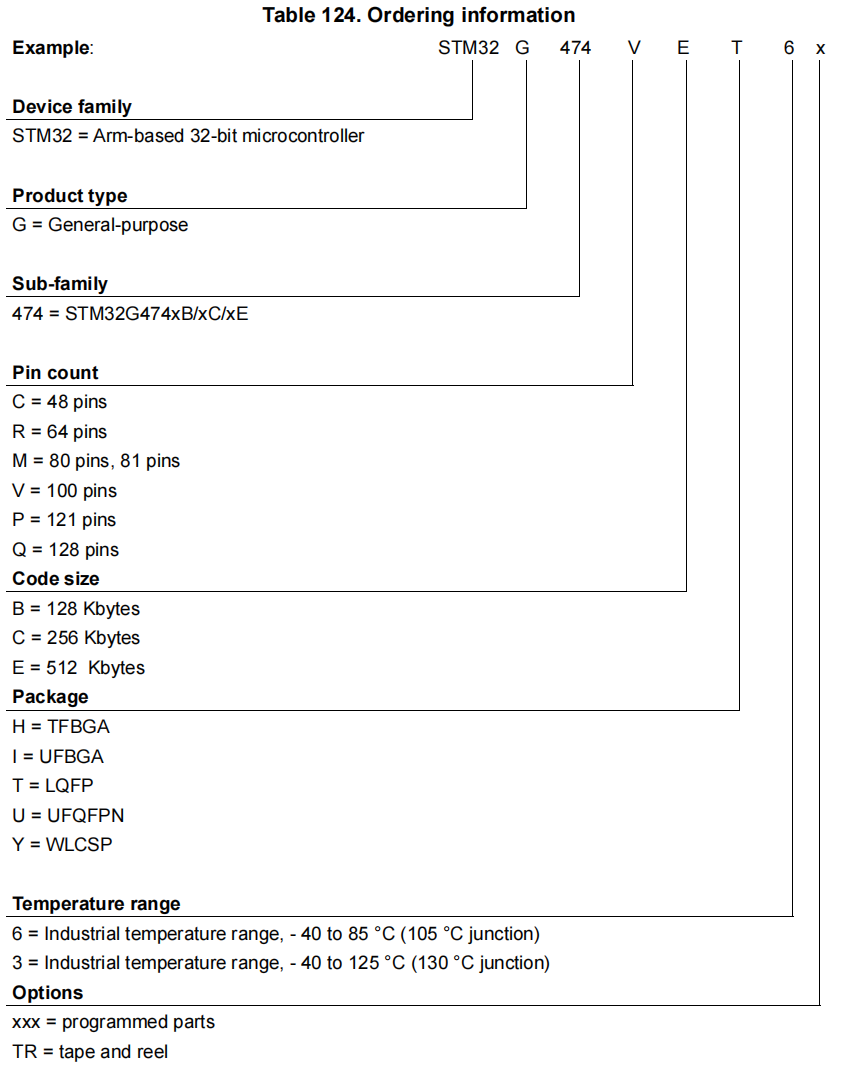 Table 124. Ordering information
Example: STM32 G 474 V E T 6 x
Device family
STM32 = Arm-based 32-bit microcontroller
Product type
G = General-purpose
Sub-family
474 = STM32G474xB/xC/xE
Pin count
C = 48 pins
R = 64 pins
M = 80 pins, 81 pins
V = 100 pins
P = 121 pins
Q = 128 pins
Code size
B = 128 Kbytes
C = 256 Kbytes
E = 512 Kbytes
Package
H = TFBGA
I = UFBGA
T = LQFP
U = UFQFPN
Y = WLCSP
Temperature range
6 = Industrial temperature range, - 40 to 85 °C (105 °C junction)
3 = Industrial temperature range, - 40 to 125 °C (130 °C junction)
Options
xxx = programmed parts
TR = tape and reel